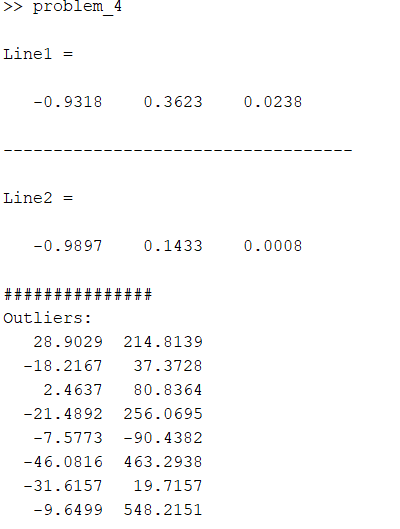 >> problem_4
Line1 =
-0.9318 0.3623 0.0238
-----------------------------------
Line2 =
-0.9897 0.1433 0.0008
###############
Outliers:
28.9029 214.8139
-18.2167 37.3728
2.4637 80.8364
-21.4892 256.0695
-7.5773 -90.4382
-46.0816 463.2938
-31.6157 19.7157
-9.6499 548.2151